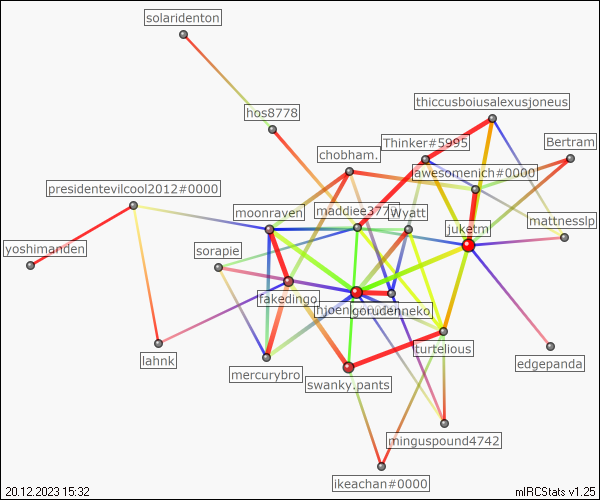 solaridenton
thiccusboiusalexusjoneus
hos8778
Thinker#5995
Bertram
chobham.
awesomenich#0000
presidentevilcool2012#0000
moonraven
maddiee377
Wyatt
mattnesslp
juketm
yoshimanden
sorapie
fakedingo
gorudenneko
turtelious
lahnk
edgepanda
mercurybro
swanky.pants
minguspound4742
ikeachan#0000
20.12.2023 15:32
mIRCStats v1.25